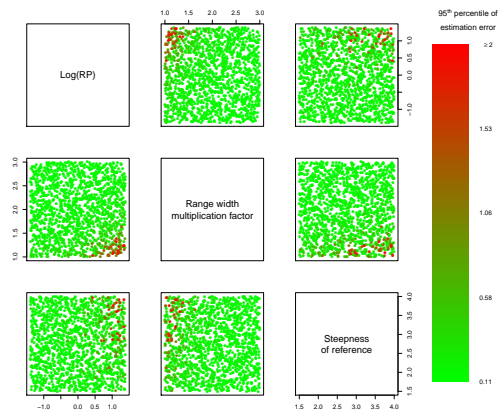 1.0 1.5 2.0 2.5 3.0
95th percentile of
estimation error
Log(RP)
−1.0 0.0 0.5 1.0
≥ 2
1.53
1.06
0.58
0.11
1.0 1.5 2.0 2.5 3.0
Range width
multiplication factor
Steepness
of reference
1.5 2.0 2.5 3.0 3.5 4.0
−1.0 0.0 0.5 1.0
1.5 2.0 2.5 3.0 3.5 4.0